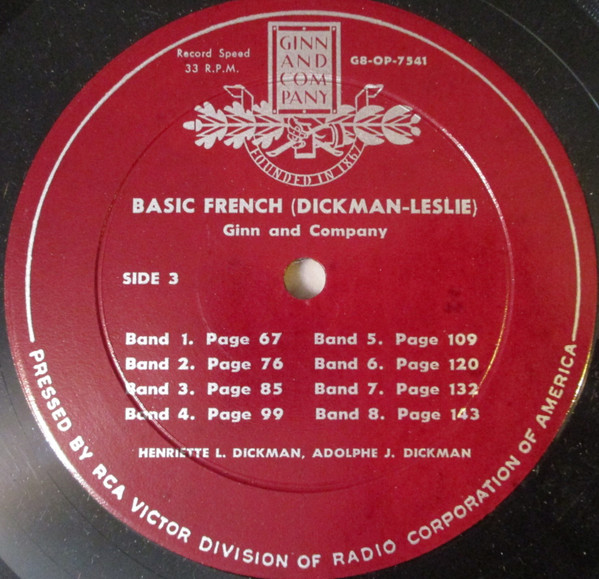 Record Speed
33 R.P.M.
GINN
AND
COM
PANY
G8-OP-7541
FOUNDED IN 1867
BASIC FRENCH (DICKMAN-LESLIE)
Ginn and Company
SIDE 3
Band 1. Page 67
Band 2. Page 76
Band 3. Page 85
Band 4. Page 99
Band 5. Page 109
Band 6. Page 120
Band 7. Page 132
Band 8. Page 143
HENRIETTE L. DICKMAN, ADOLPHE J. DICKMAN
PRESSED BY RCA VICTOR DIVISION OF RADIO CORPORATION OF AMERICA